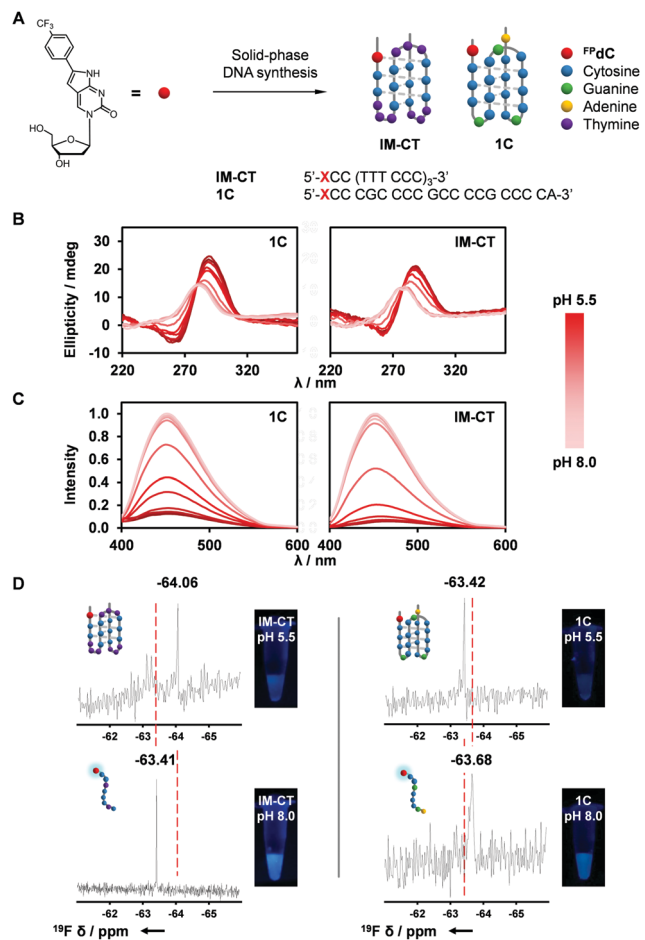 A
CF₃
NH
N
N
O
HO
O
OH
=
Solid-phase
DNA synthesis
IM-CT
1C
ᶠᴾdC
Cytosine
Guanine
Adenine
Thymine
IM-CT 5'-XCC (TTT CCC)₃-3'
1C 5'-XCC CGC CCC GCC CCG CCC CA-3'
B
Ellipticity / mdeg
30
20
10
0
-10
1C
220 270 320
IM-CT
220 270 320
λ / nm
pH 5.5
pH 8.0
C
Intensity
1.0
0.8
0.6
0.4
0.2
0.0
1C
400 500 600
IM-CT
400 500 600
λ / nm
D
-64.06
IM-CT
pH 5.5
-62 -63 -64 -65
-63.42
1C
pH 5.5
-62 -63 -64 -65
-63.41
IM-CT
pH 8.0
-62 -63 -64 -65
¹⁹F δ / ppm
-63.68
1C
pH 8.0
-62 -63 -64 -65
¹⁹F δ / ppm